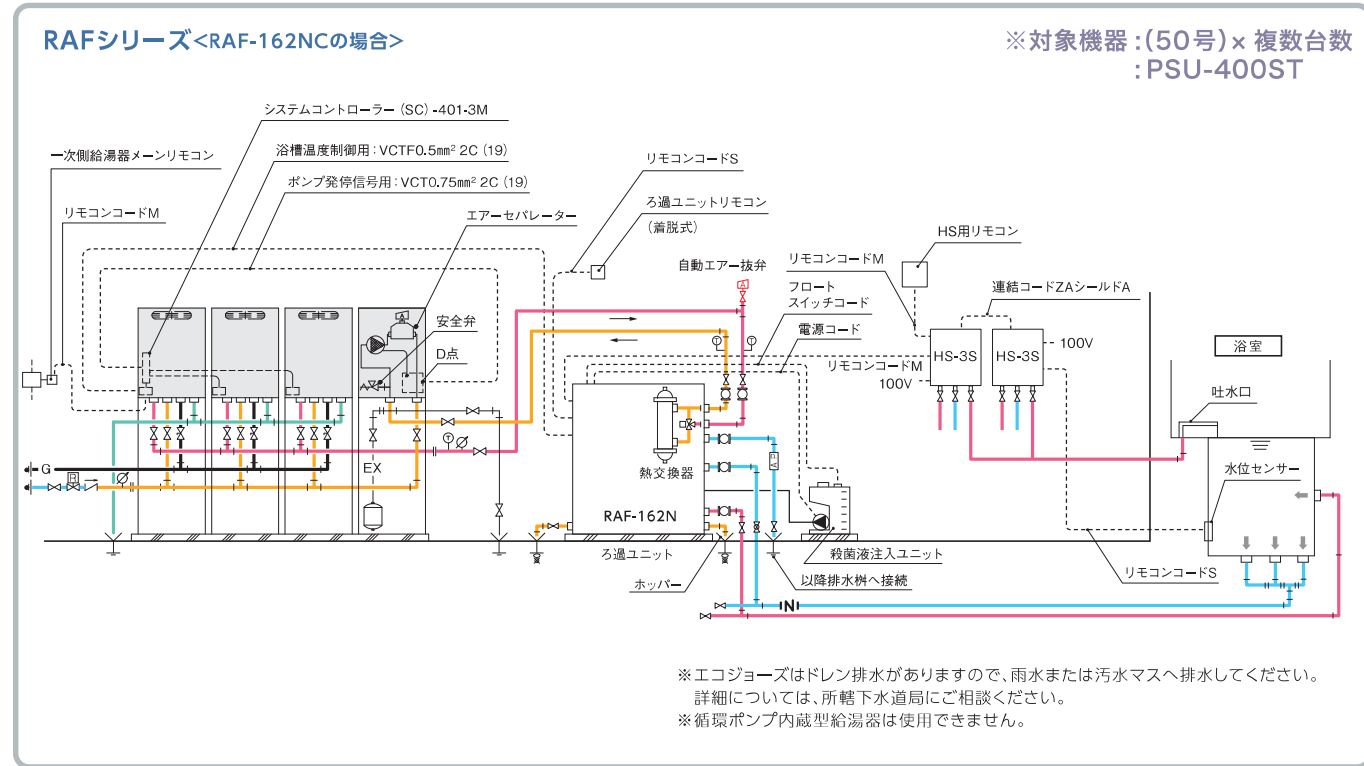 RAFシリーズ<RAF-162NCの場合>
※対象機器:(50号)×複数台数
:PSU-400ST
システムコントローラー(SC)-401-3M
一次側給湯器メーンリモコン
浴槽温度制御用:VCTF0.5mm² 2C(19)
ポンプ発停信号用:VCT0.75mm² 2C(19)
リモコンコードM
エアーセパレーター
リモコンコードS
ろ過ユニットリモコン
(着脱式)
自動エアー抜弁
HS用リモコン
リモコンコードM
フロート
スイッチコード
電源コード
連結コードZAシールドA
安全弁
D点
A
A
T
T
HS-3S
HS-3S
100V
リモコンコードM
100V
浴室
吐水口
T
熱交換器
水位センサー
G
R
EX
AP
RAF-162N
ろ過ユニット
ホッパー
殺菌液注入ユニット
以降排水桝へ接続
リモコンコードS
N
※エコジョーズはドレン排水がありますので、雨水または汚水マスへ排水してください。
詳細については、所轄下水道局にご相談ください。
※循環ポンプ内蔵型給湯器は使用できません。